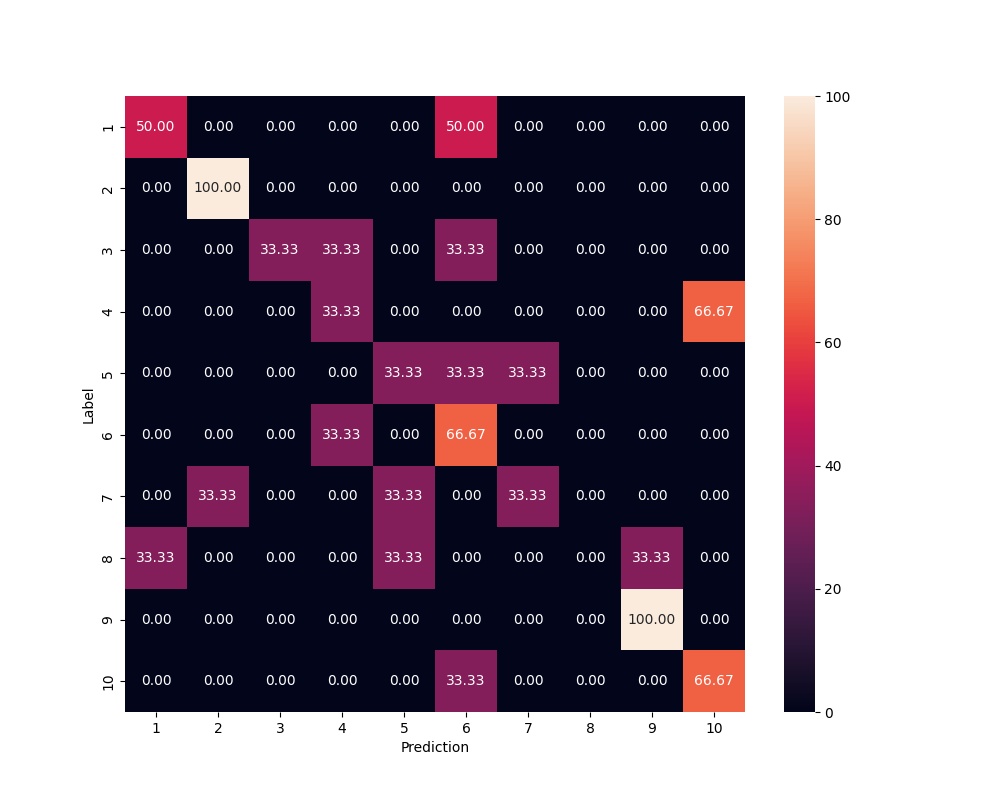 1 50.00 0.00 0.00 0.00 0.00 50.00 0.00 0.00 0.00 0.00
2 0.00 100.00 0.00 0.00 0.00 0.00 0.00 0.00 0.00 0.00
3 0.00 0.00 33.33 33.33 0.00 33.33 0.00 0.00 0.00 0.00
4 0.00 0.00 0.00 33.33 0.00 0.00 0.00 0.00 0.00 66.67
5 0.00 0.00 0.00 0.00 33.33 33.33 33.33 0.00 0.00 0.00
6 0.00 0.00 0.00 33.33 0.00 66.67 0.00 0.00 0.00 0.00
7 0.00 33.33 0.00 0.00 33.33 0.00 33.33 0.00 0.00 0.00
8 33.33 0.00 0.00 0.00 33.33 0.00 0.00 0.00 33.33 0.00
9 0.00 0.00 0.00 0.00 0.00 0.00 0.00 0.00 100.00 0.00
10 0.00 0.00 0.00 0.00 0.00 33.33 0.00 0.00 0.00 66.67
1 2 3 4 5 6 7 8 9 10
Prediction
Label
100
80
60
40
20
0